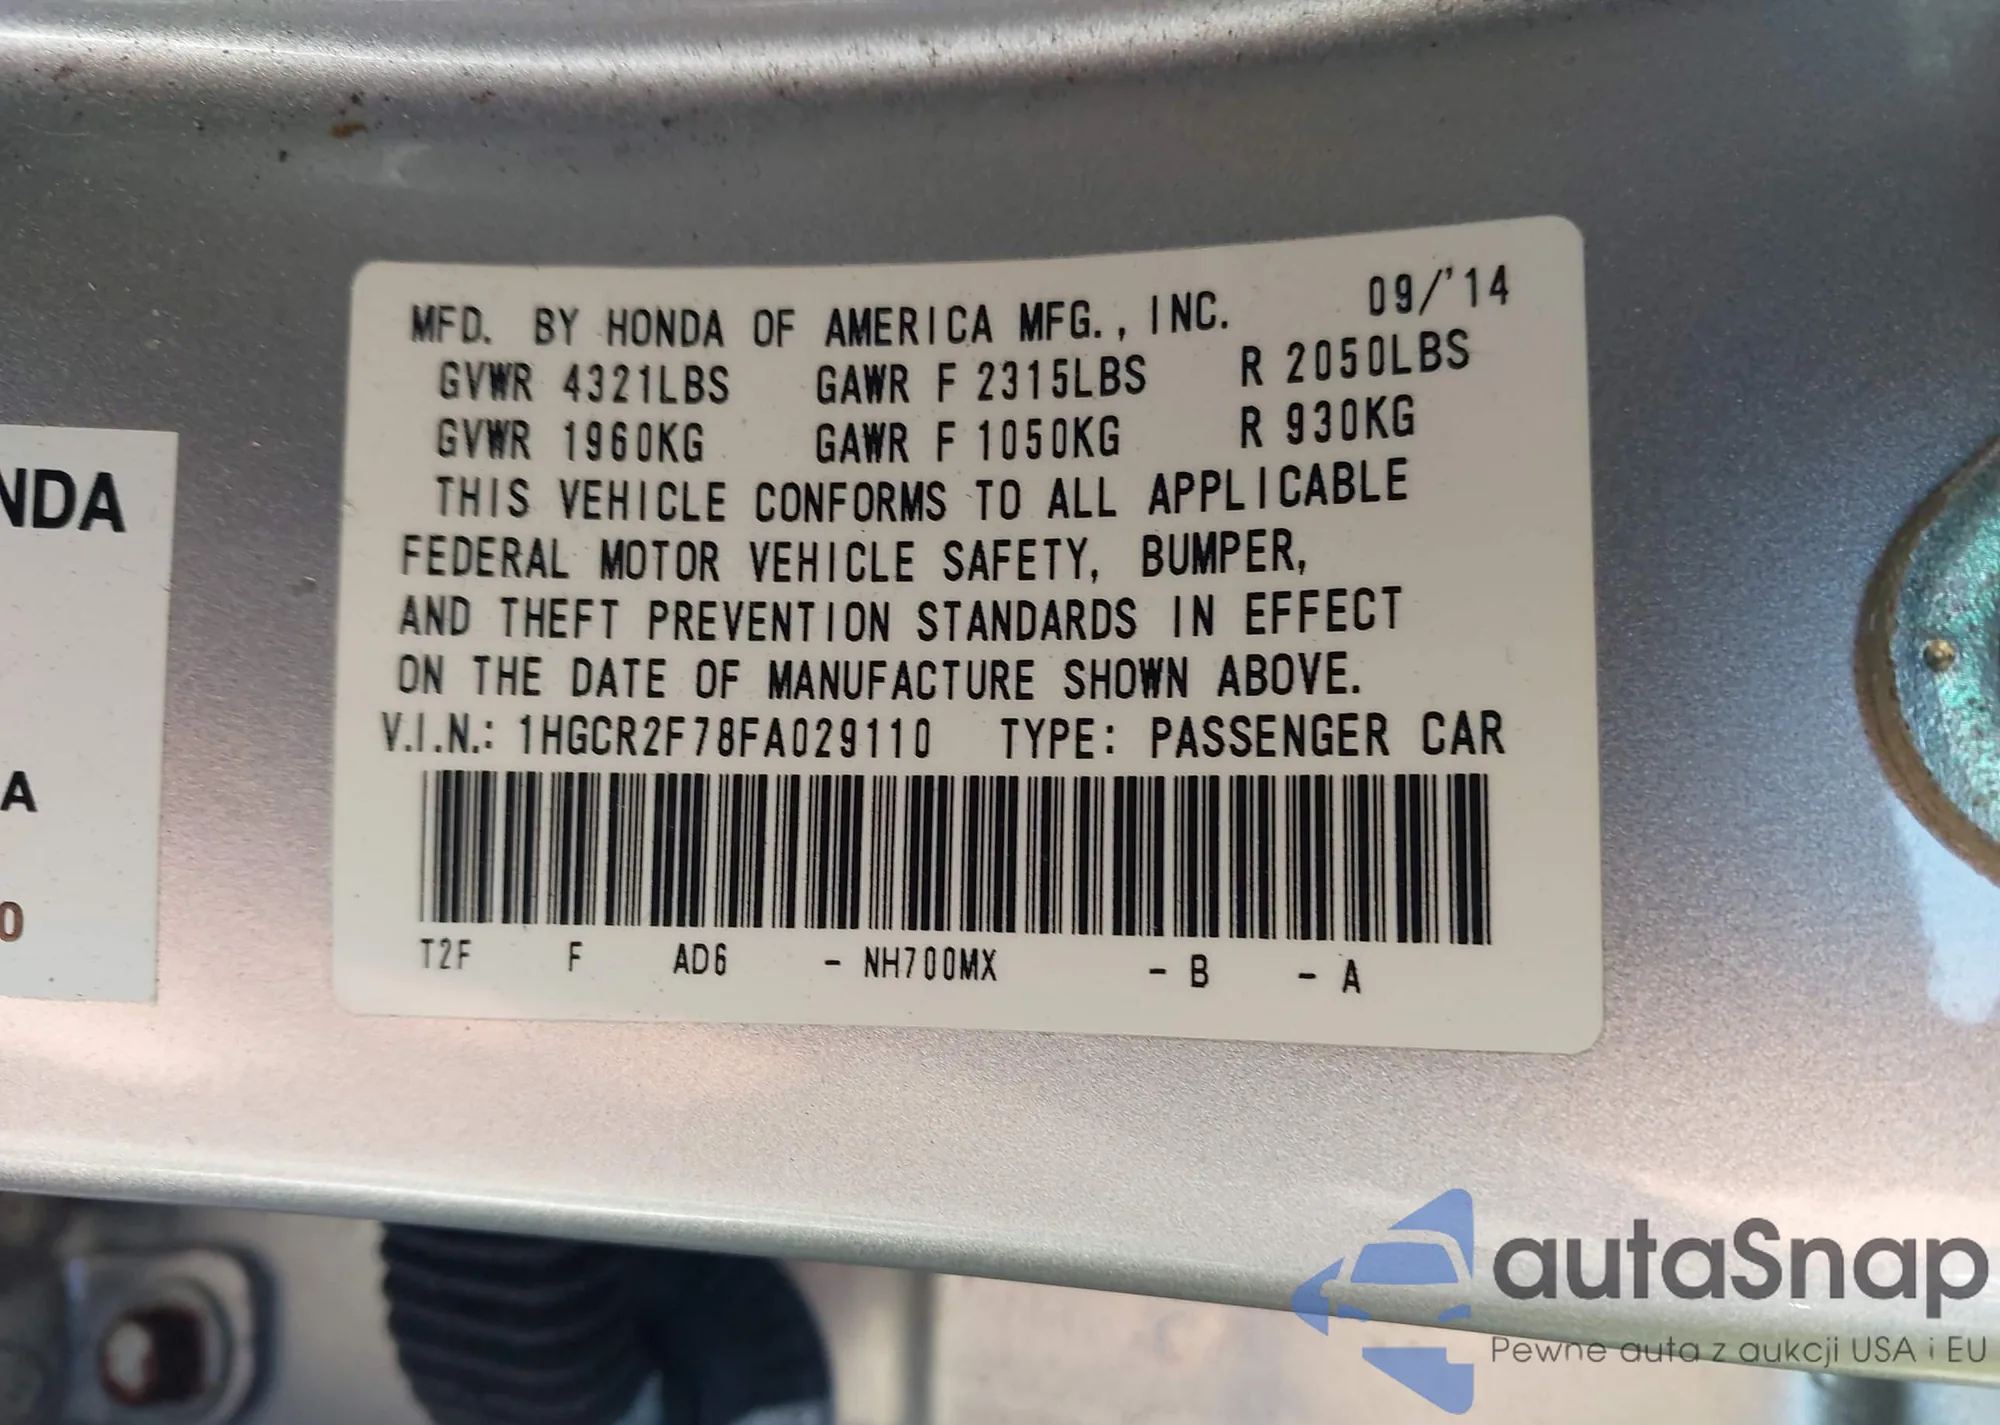 MFD. BY HONDA OF AMERICA MFG., INC. 09/'14
GVWR 4321LBS GAWR F 2315LBS R 2050LBS
GVWR 1960KG GAWR F 1050KG R 930KG
THIS VEHICLE CONFORMS TO ALL APPLICABLE
FEDERAL MOTOR VEHICLE SAFETY, BUMPER,
AND THEFT PREVENTION STANDARDS IN EFFECT
ON THE DATE OF MANUFACTURE SHOWN ABOVE.
V.I.N.: 1HGCR2F78FA029110 TYPE: PASSENGER CAR
T2F F AD6 - NH700MX - B - A
NDA
A
0
autaSnap
Pewne auta z aukcji USA i EU